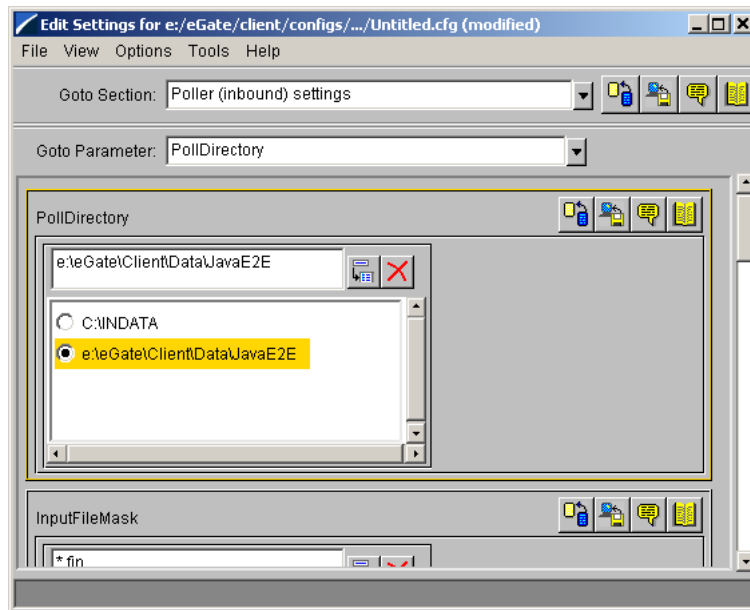 Edit Settings for e:/eGate/client/configs/.../Untitled.cfg (modified)
File View Options Tools Help
Goto Section: Poller (inbound) settings
Goto Parameter: PollDirectory
PollDirectory
e:\eGate\Client\Data\JavaE2E
C:\INDATA
e:\eGate\Client\Data\JavaE2E
InputFileMask
*.fin